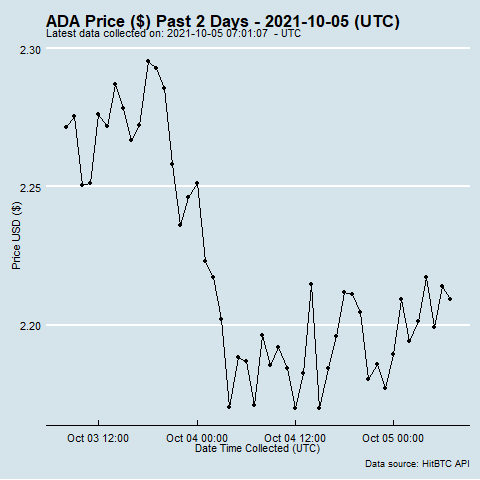 ADA Price ($) Past 2 Days - 2021-10-05 (UTC)
Latest data collected on: 2021-10-05 07:01:07  - UTC
2.30
2.25
2.20
Price USD ($)
Oct 03 12:00 Oct 04 00:00 Oct 04 12:00 Oct 05 00:00
Date Time Collected (UTC)
Data source: HitBTC API